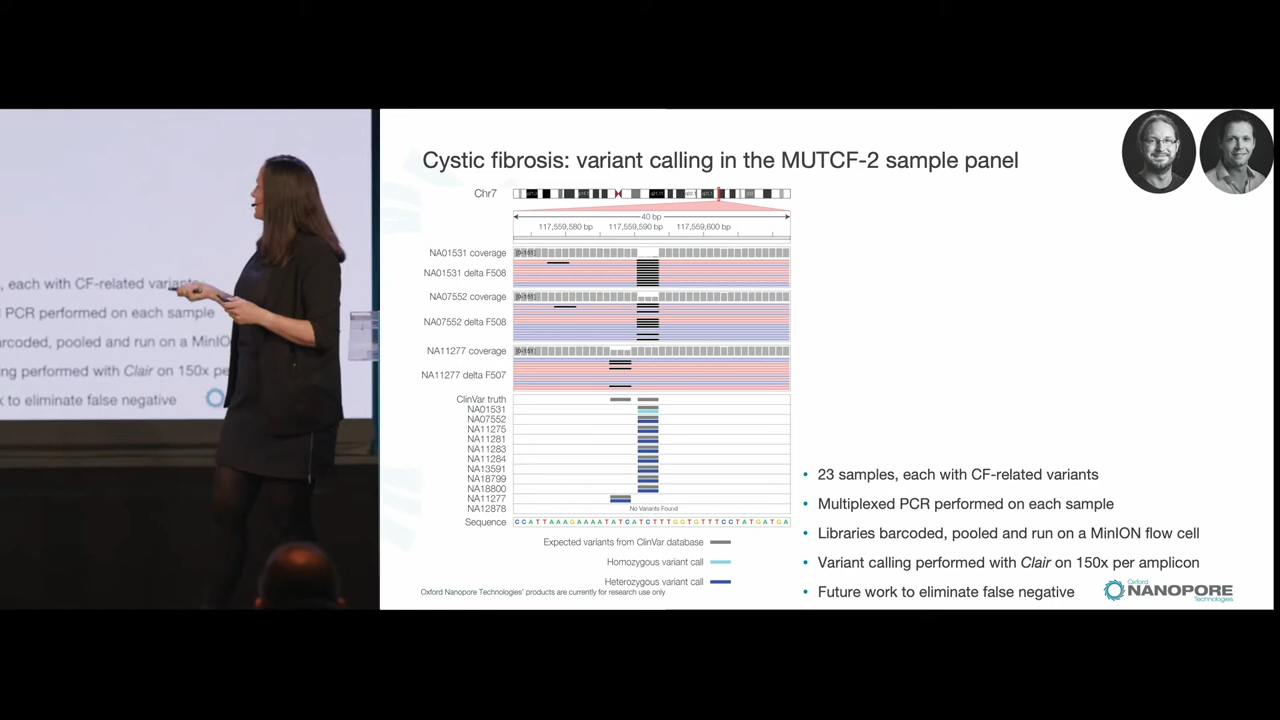 Cystic fibrosis: variant calling in the MUTCF-2 sample panel
Chr7
40 bp
117,559,580 bp
117,559,590 bp
117,559,600 bp
NA01531 coverage
NA01531 delta F508
NA07552 coverage
NA07552 delta F508
NA11277 coverage
NA11277 delta F507
ClinVar truth
NA01531
NA07552
NA11275
NA11281
NA11283
NA11284
NA13591
NA18799
NA18800
NA11277
NA12878
No Variants Found
Sequence
CCATTAAAGAAAATATCATCTTTGGTGTTTCCTATGATGA
Expected variants from ClinVar database
Homozygous variant call
Heterozygous variant call
Oxford Nanopore Technologies' products are currently for research use only
• 23 samples, each with CF-related variants
• Multiplexed PCR performed on each sample
• Libraries barcoded, pooled and run on a MinION flow cell
• Variant calling performed with Clair on 150x per amplicon
• Future work to eliminate false negative
Oxford
NANOPORE
Technologies
, each with CF-related variants
PCR performed on each sample
arcoded, pooled and run on a MinIO
ng performed with Clair on 150x pe
k to eliminate false negative